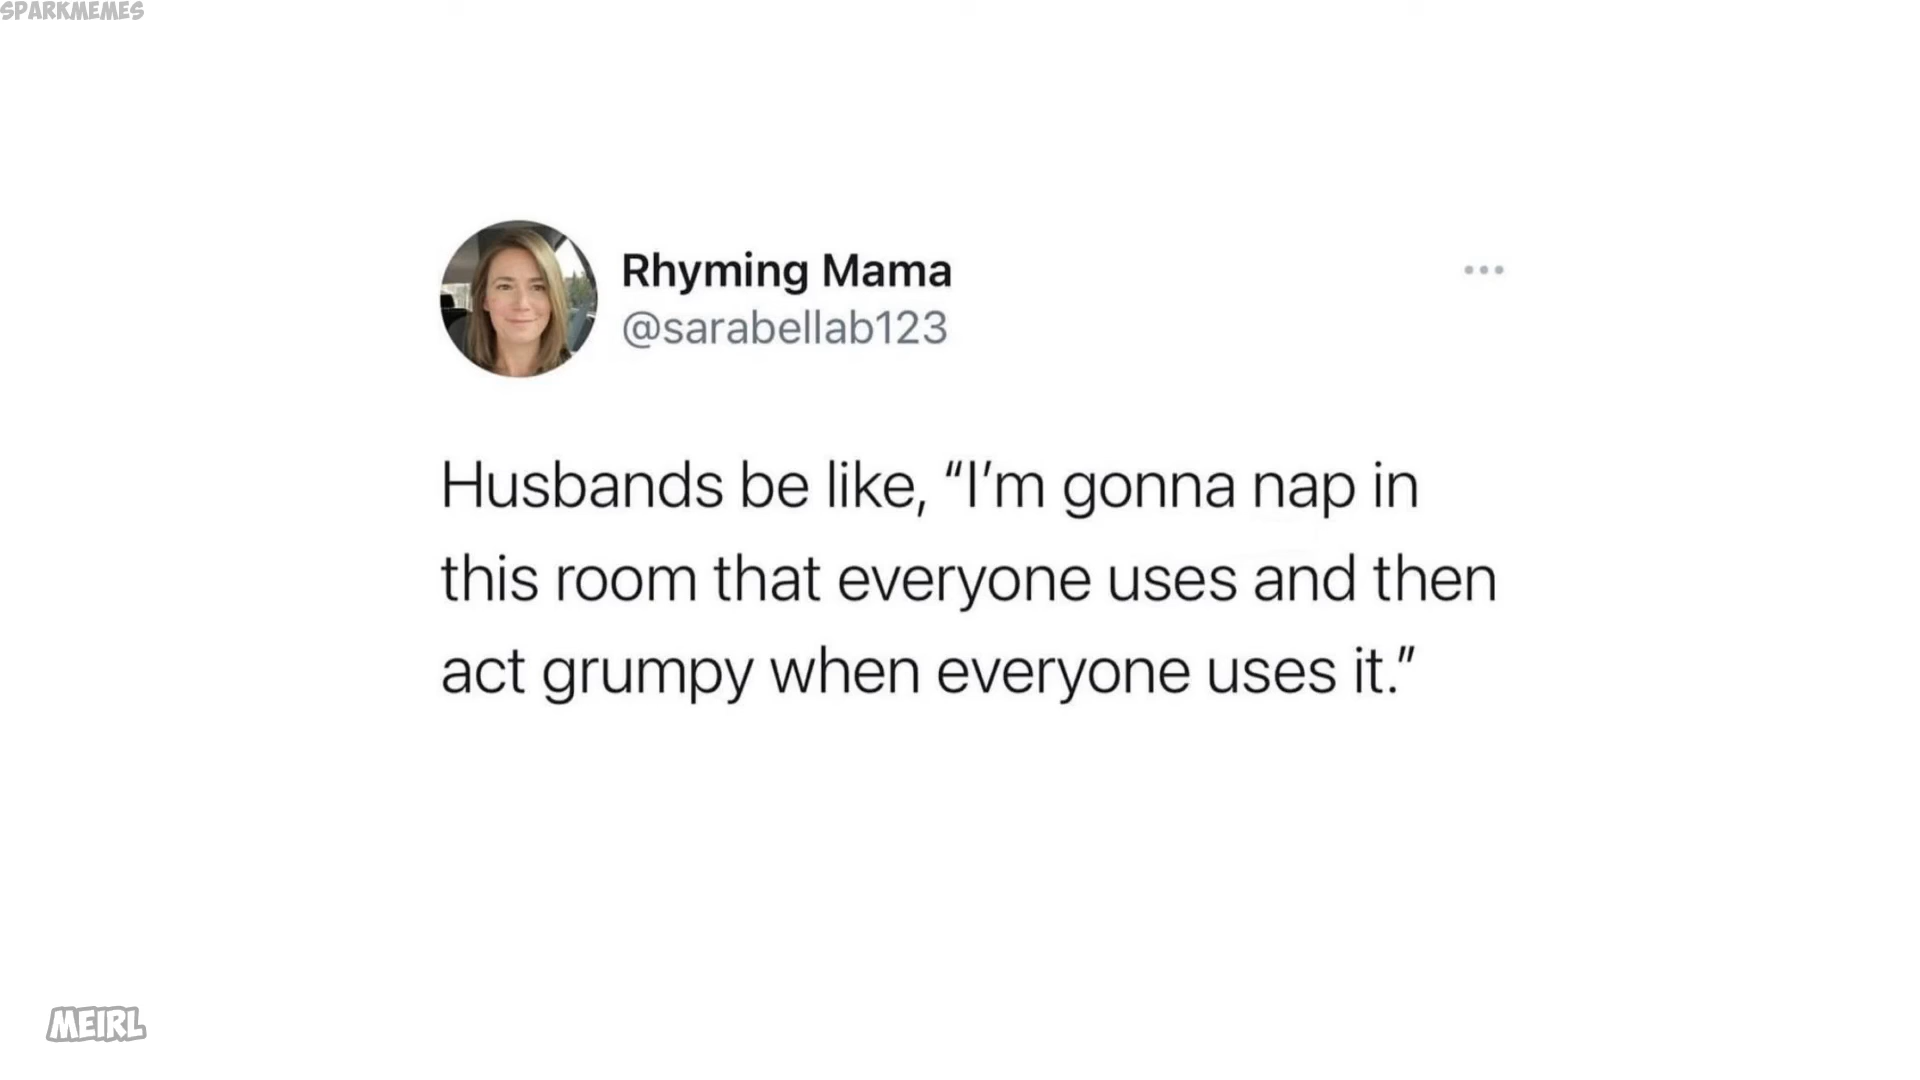 SPARKMEMES
Rhyming Mama
@sarabellab123
Husbands be like, “I’m gonna nap in
this room that everyone uses and then
act grumpy when everyone uses it.”
MEIRL